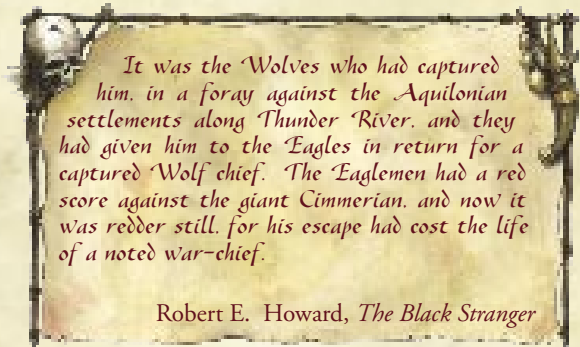 It was the Wolves who had captured
him, in a foray against the Aquilonian
settlements along Thunder River, and they
had given him to the Eagles in return for a
captured Wolf chief. The Eaglemen had a red
score against the giant Cimmerian, and now it
was redder still, for his escape had cost the life
of a noted war-chief.
Robert E. Howard, The Black Stranger